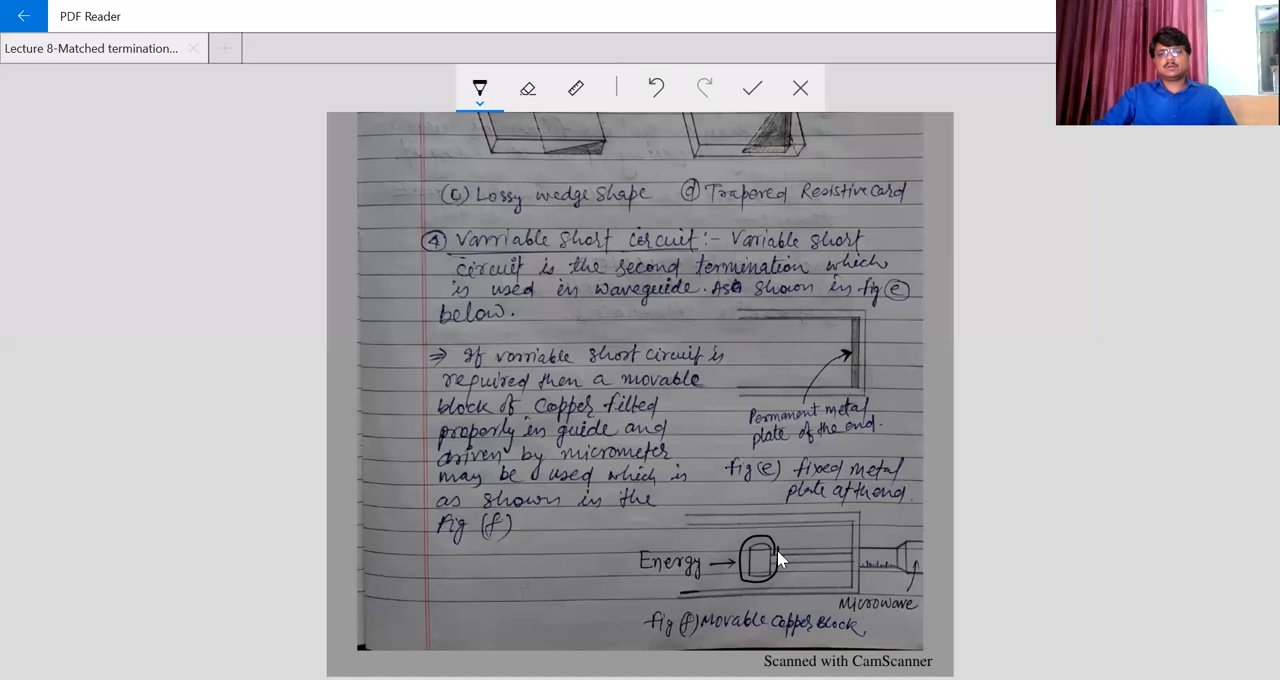 PDF Reader
Lecture 8-Matched termination...
(c) Lossy wedge shape (d) Trapered Resistive card
(4) Varriable short circuit :- Variable short
circuit is the second termination which
is used in waveguide. As shown in fig (e)
below.
⇒ If varriable short circuit is
required then a movable
block of Copper fitted
properly in guide and
driven by micrometer
may be used which is
as shown in the
Fig (f)
Permanent metal
plate of the end.
fig (e) fixed metal
plate at the end.
Energy →
Microwave
fig (f) Movable Copper Block,
Scanned with CamScanner